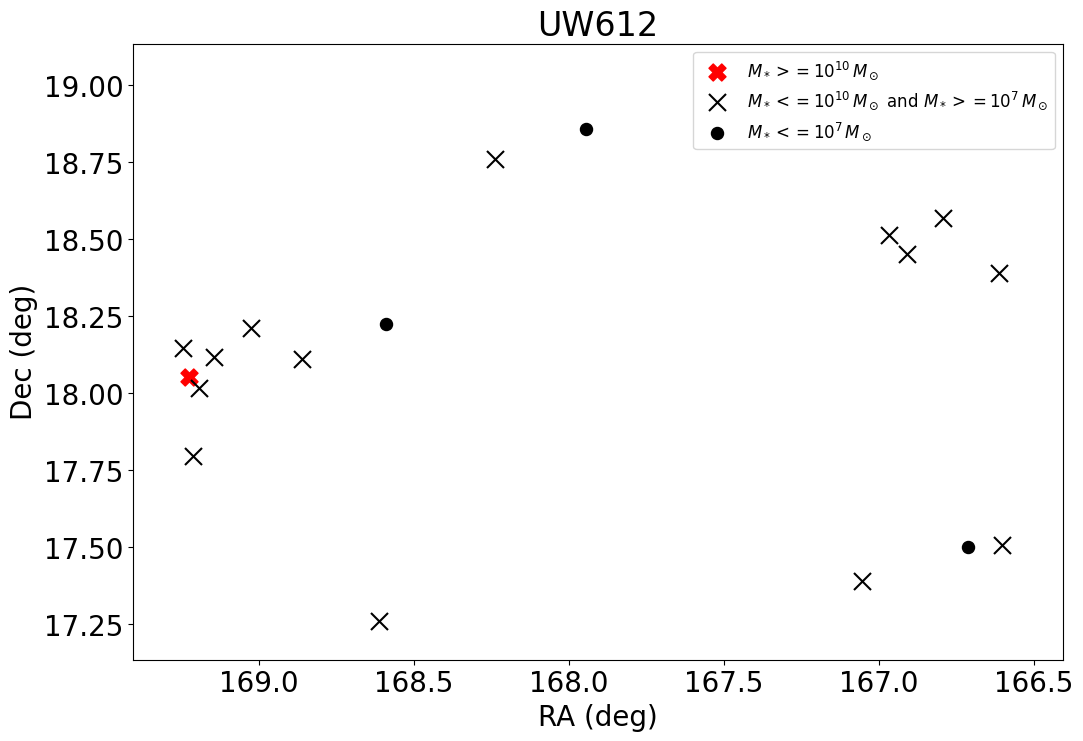 UW612
M* >= 10^10 M⊙
M* <= 10^10 M⊙ and M* >= 10^7 M⊙
M* <= 10^7 M⊙
19.00
18.75
18.50
18.25
18.00
17.75
17.50
17.25
Dec (deg)
169.0 168.5 168.0 167.5 167.0 166.5
RA (deg)